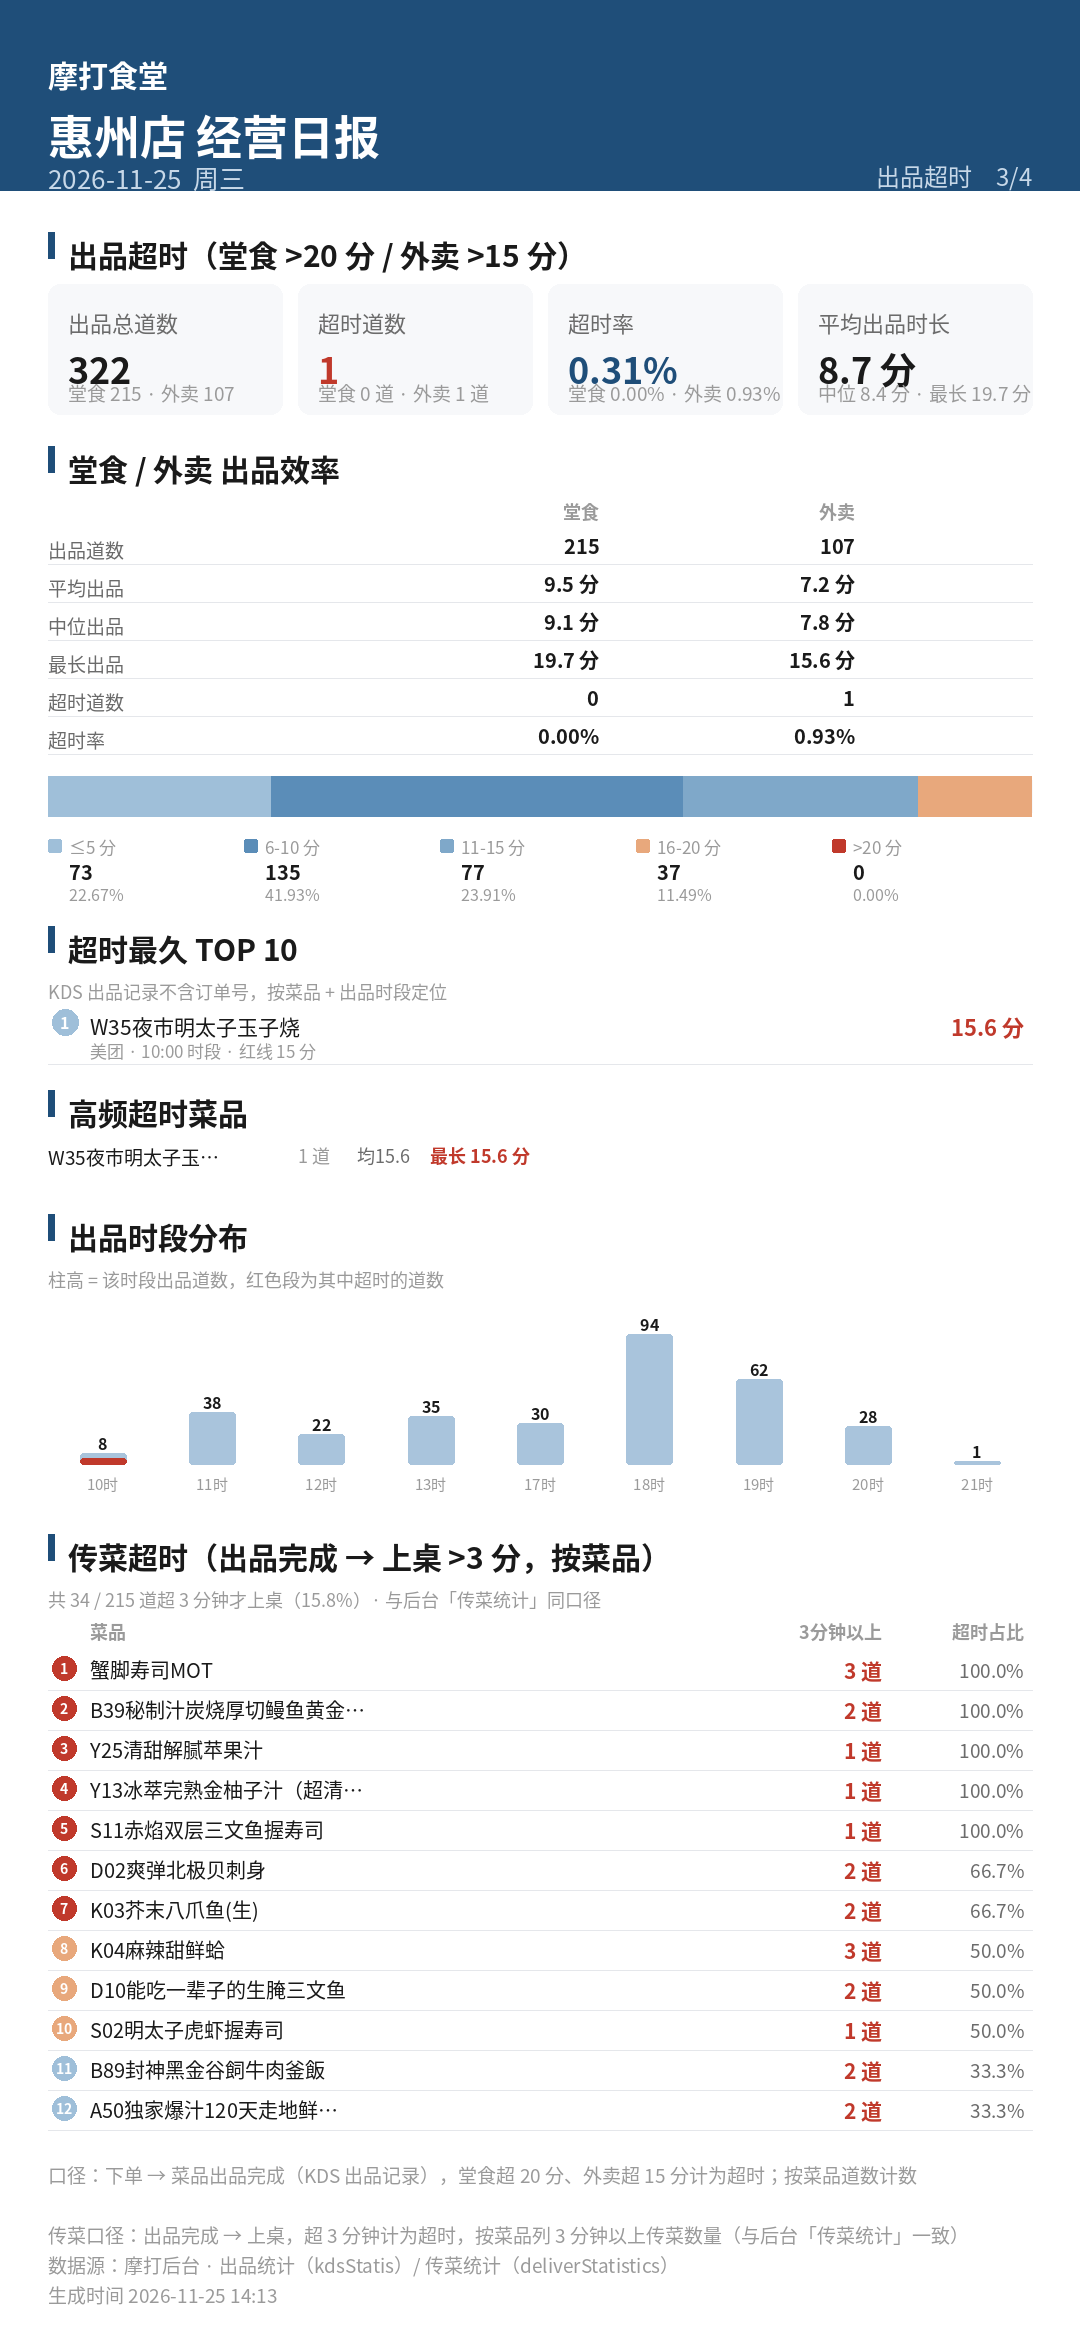 摩打食堂
惠州店 经营日报
2026-11-25 周三
出品超时 3/4
出品超时（堂食 >20 分 / 外卖 >15 分）
出品总道数 超时道数 超时率 平均出品时长
322 1 0.31% 8.7 分
堂食 215 · 外卖 107 堂食 0 道 · 外卖 1 道 堂食 0.00% · 外卖 0.93% 中位 8.4 分 · 最长 19.7 分
堂食 / 外卖 出品效率
堂食 外卖
出品道数 215 107
平均出品 9.5 分 7.2 分
中位出品 9.1 分 7.8 分
最长出品 19.7 分 15.6 分
超时道数 0 1
超时率 0.00% 0.93%
≤5 分 6-10 分 11-15 分 16-20 分 >20 分
73 135 77 37 0
22.67% 41.93% 23.91% 11.49% 0.00%
超时最久 TOP 10
KDS 出品记录不含订单号，按菜品 + 出品时段定位
1 W35夜市明太子玉子烧 15.6 分
美团 · 10:00 时段 · 红线 15 分
高频超时菜品
W35夜市明太子玉… 1 道 均15.6 最长 15.6 分
出品时段分布
柱高 = 该时段出品道数，红色段为其中超时的道数
8 38 22 35 30 94 62 28 1
10时 11时 12时 13时 17时 18时 19时 20时 21时
传菜超时（出品完成 → 上桌 >3 分，按菜品）
共 34 / 215 道超 3 分钟才上桌（15.8%）· 与后台「传菜统计」同口径
菜品 3分钟以上 超时占比
1 蟹脚寿司MOT 3 道 100.0%
2 B39秘制汁炭烧厚切鳗鱼黄金… 2 道 100.0%
3 Y25清甜解腻苹果汁 1 道 100.0%
4 Y13冰萃完熟金柚子汁（超清… 1 道 100.0%
5 S11赤焰双层三文鱼握寿司 1 道 100.0%
6 D02爽弹北极贝刺身 2 道 66.7%
7 K03芥末八爪鱼(生) 2 道 66.7%
8 K04麻辣甜鲜蛤 3 道 50.0%
9 D10能吃一辈子的生腌三文鱼 2 道 50.0%
10 S02明太子虎虾握寿司 1 道 50.0%
11 B89封神黑金谷飼牛肉釜飯 2 道 33.3%
12 A50独家爆汁120天走地鲜… 2 道 33.3%
口径：下单 → 菜品出品完成（KDS 出品记录），堂食超 20 分、外卖超 15 分计为超时；按菜品道数计数
传菜口径：出品完成 → 上桌，超 3 分钟计为超时，按菜品列 3 分钟以上传菜数量（与后台「传菜统计」一致）
数据源：摩打后台 · 出品统计（kdsStatis）/ 传菜统计（deliverStatistics）
生成时间 2026-11-25 14:13